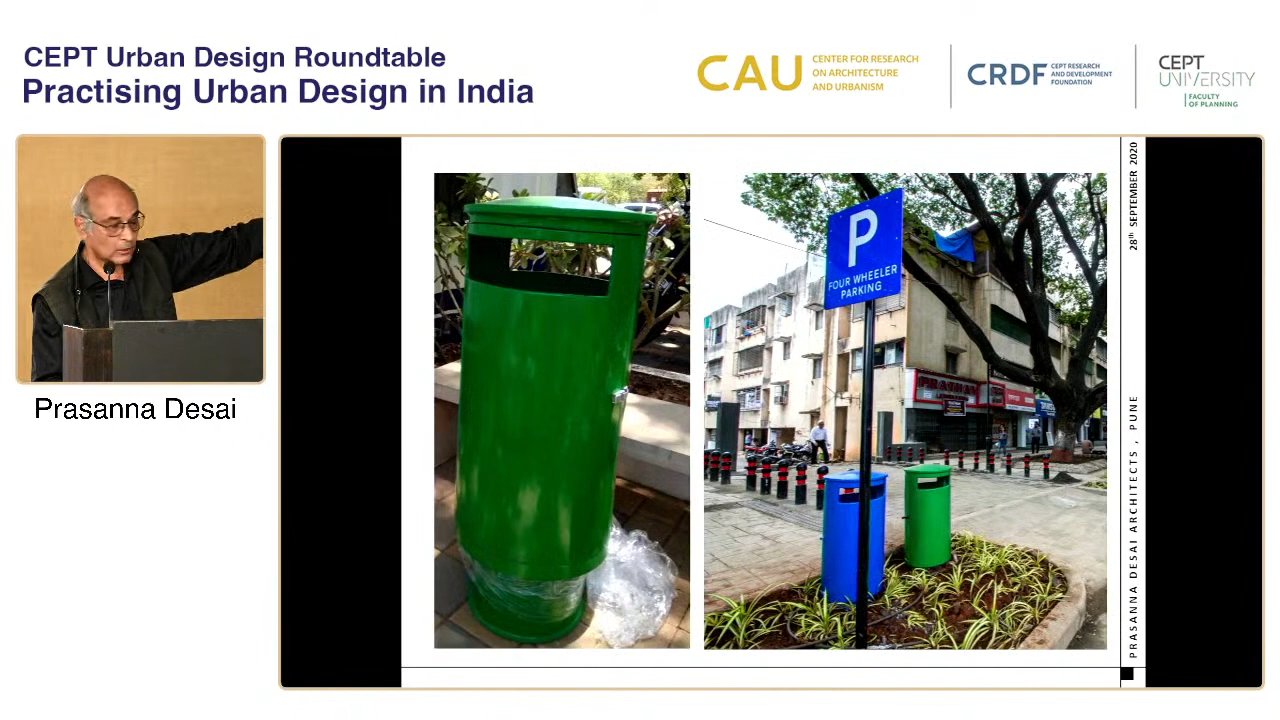 CEPT Urban Design Roundtable
Practising Urban Design in India
CAU
CENTER FOR RESEARCH
ON ARCHITECTURE
AND URBANISM
CRDF
CEPT RESEARCH
AND DEVELOPMENT
FOUNDATION
CEPT
UNIVERSITY
FACULTY
OF PLANNING
Prasanna Desai
P
FOUR WHEELER
PARKING
28th SEPTEMBER 2020
PRASANNA DESAI ARCHITECTS , PUNE